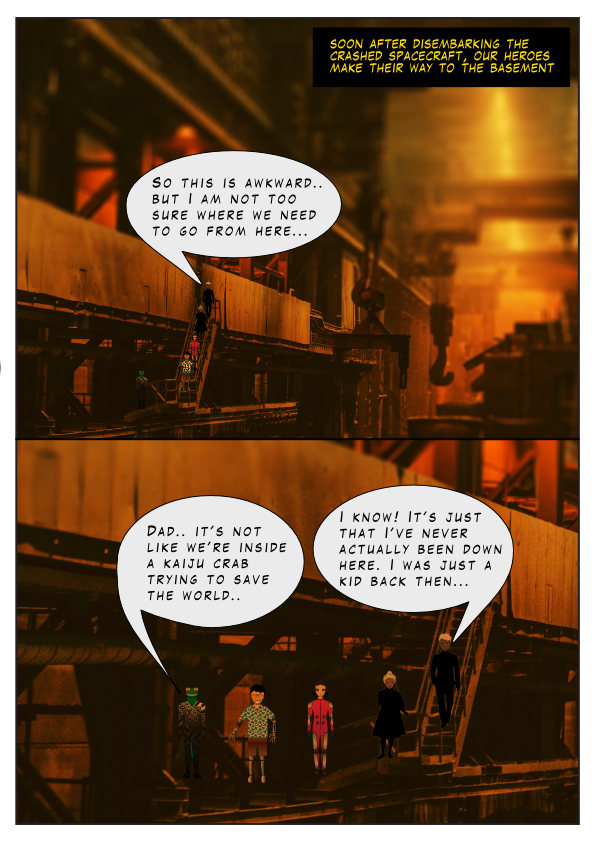 SOON AFTER DISEMBARKING THE
CRASHED SPACECRAFT, OUR HEROES
MAKE THEIR WAY TO THE BASEMENT
SO THIS IS AWKWARD..
BUT I AM NOT TOO
SURE WHERE WE NEED
TO GO FROM HERE...
DAD.. IT'S NOT
LIKE WE'RE INSIDE
A KAIJU CRAB
TRYING TO SAVE
THE WORLD..
I KNOW! IT'S JUST
THAT I'VE NEVER
ACTUALLY BEEN DOWN
HERE. I WAS JUST A
KID BACK THEN...